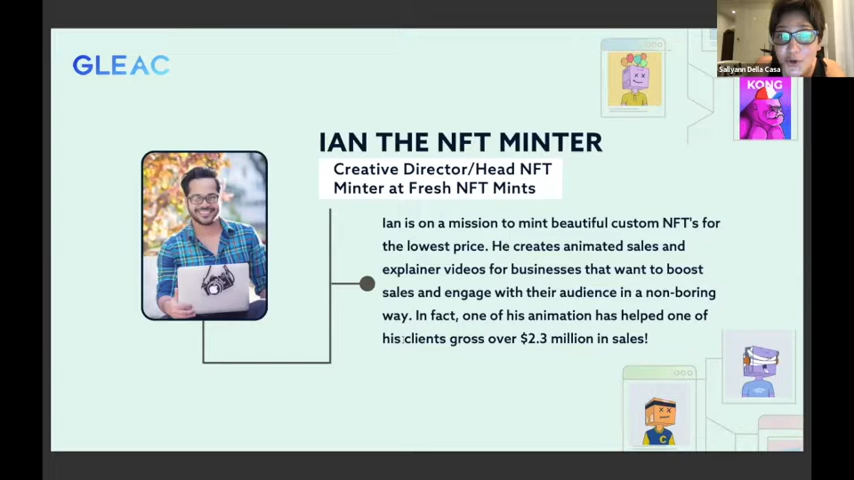 GLEAC
Sallyann Della Casa
KONG
IAN THE NFT MINTER
Creative Director/Head NFT
Minter at Fresh NFT Mints
Ian is on a mission to mint beautiful custom NFT's for
the lowest price. He creates animated sales and
explainer videos for businesses that want to boost
sales and engage with their audience in a non-boring
way. In fact, one of his animation has helped one of
his clients gross over $2.3 million in sales!
C